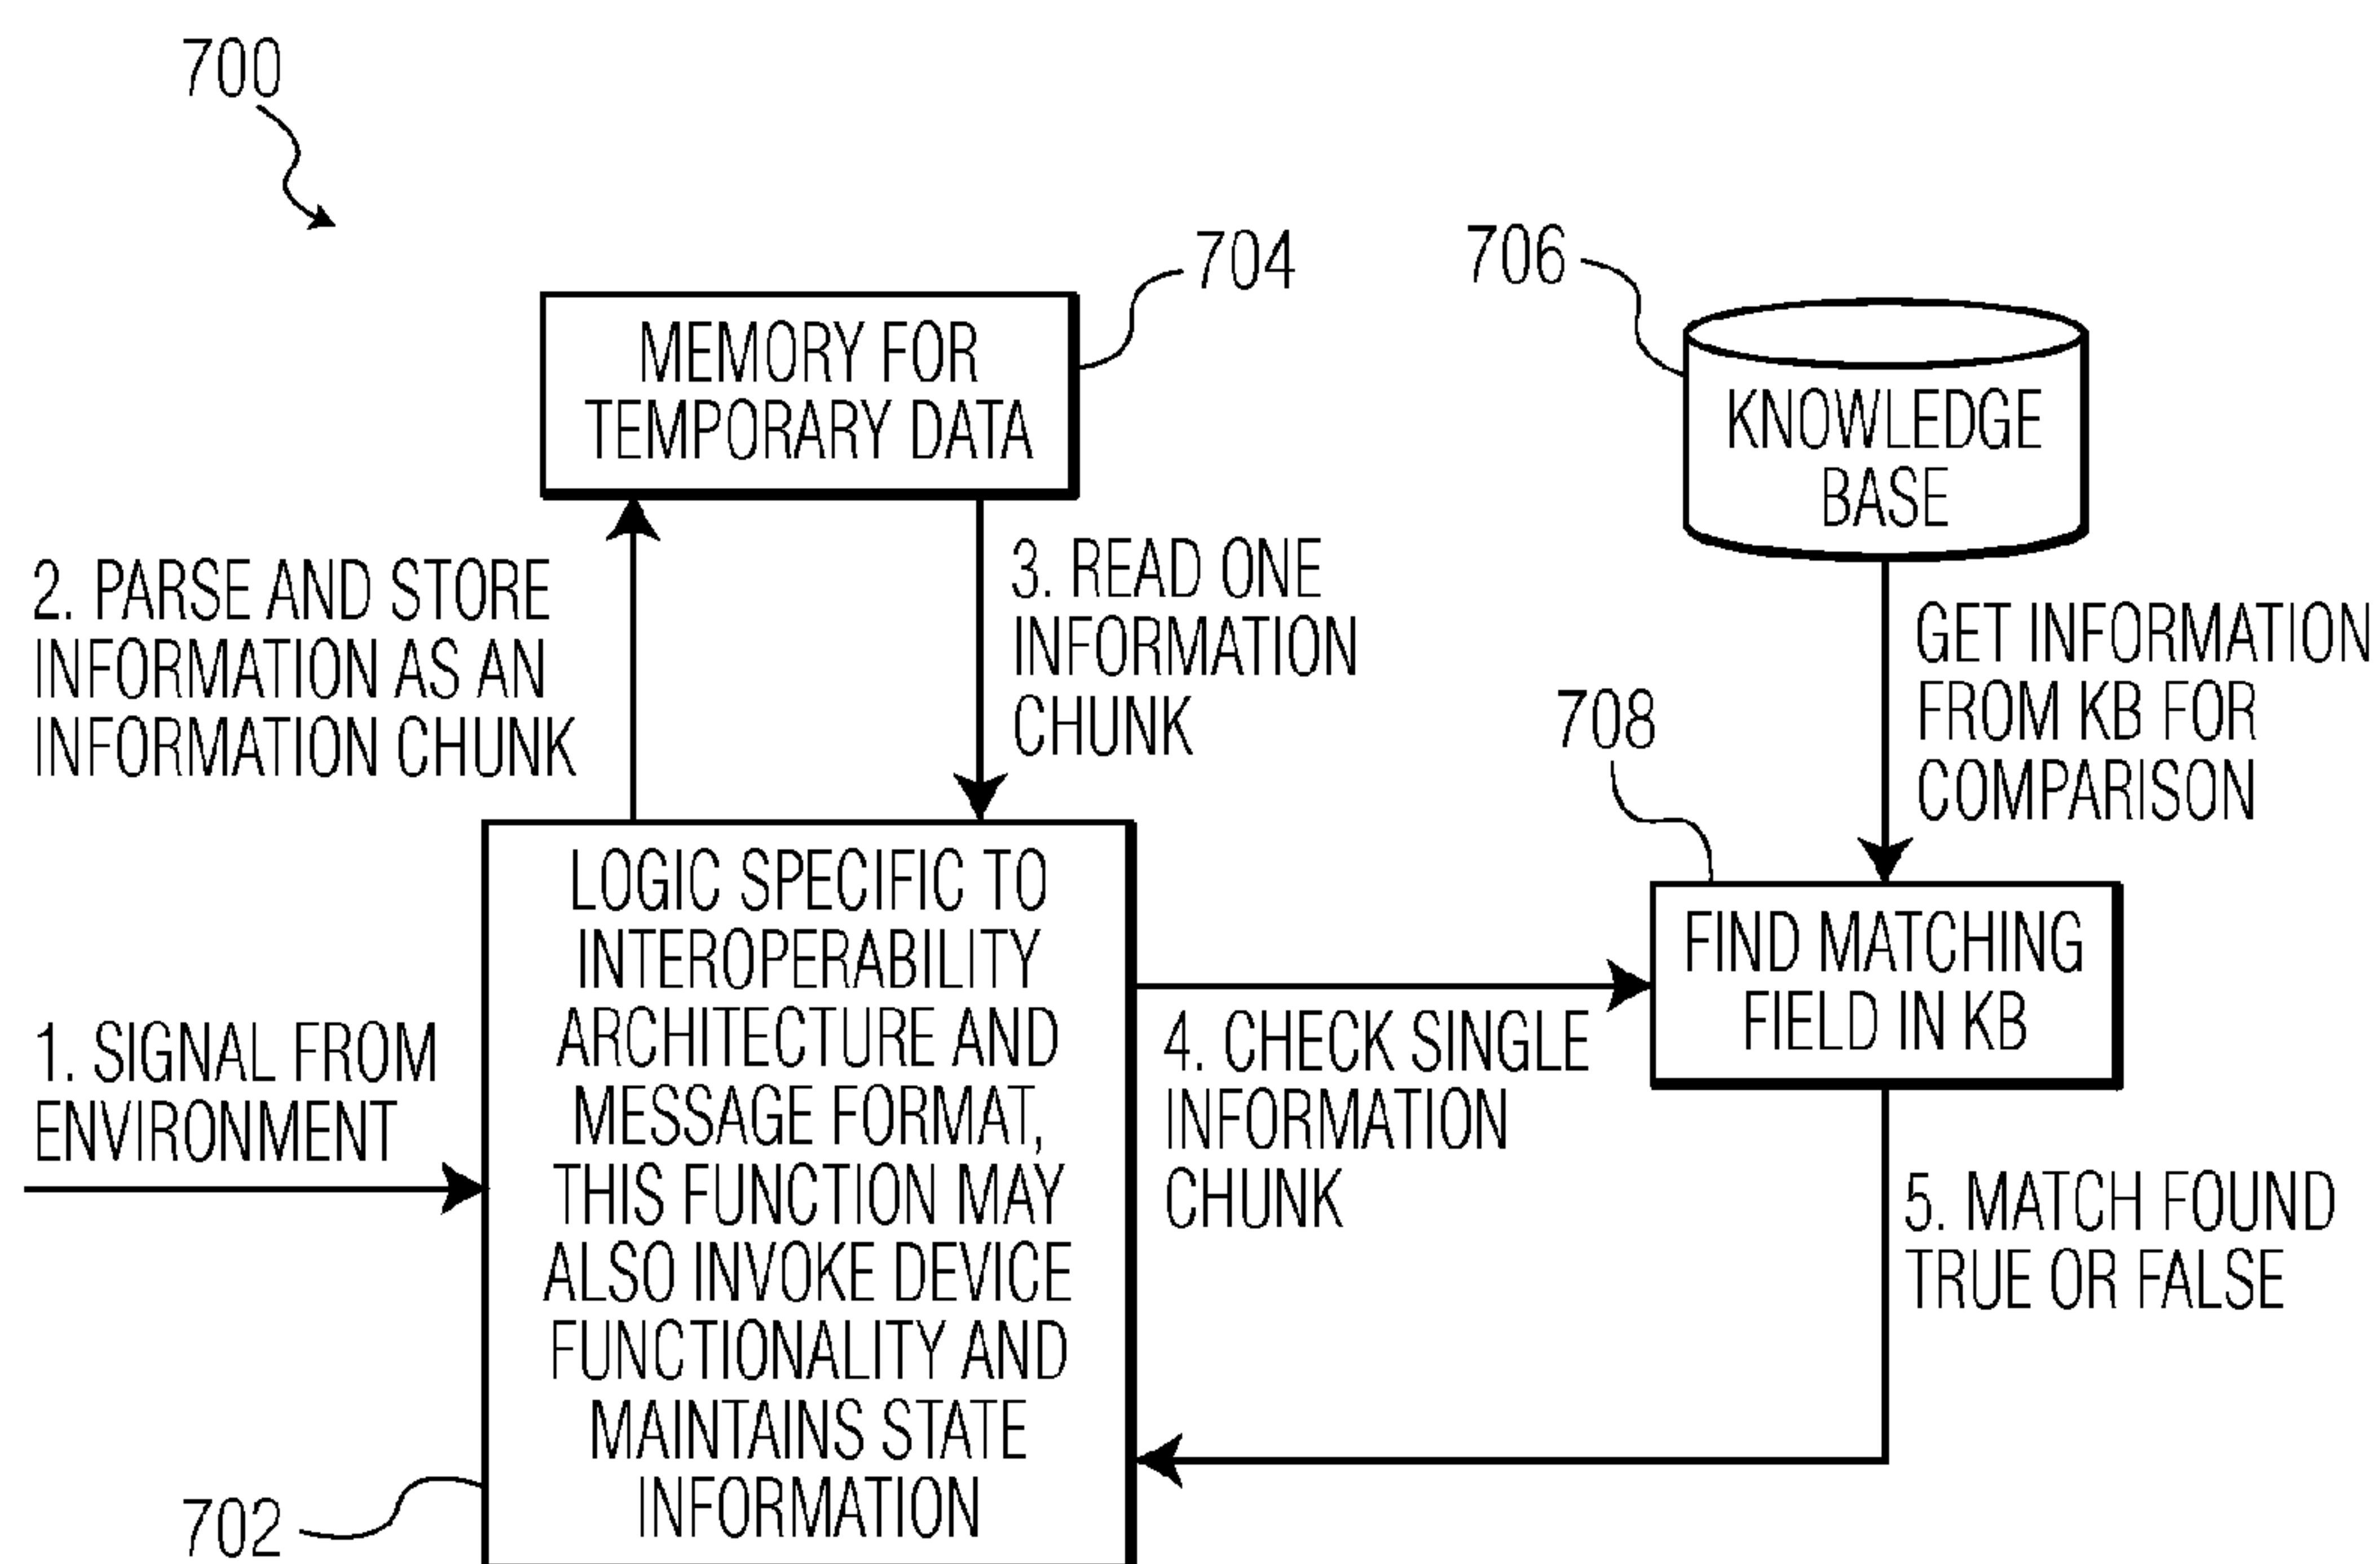 700
704
706
MEMORY FOR
TEMPORARY DATA
KNOWLEDGE
BASE
2. PARSE AND STORE
INFORMATION AS AN
INFORMATION CHUNK
3. READ ONE
INFORMATION
CHUNK
GET INFORMATION
FROM KB FOR
COMPARISON
708
LOGIC SPECIFIC TO
INTEROPERABILITY
ARCHITECTURE AND
MESSAGE FORMAT,
THIS FUNCTION MAY
ALSO INVOKE DEVICE
FUNCTIONALITY AND
MAINTAINS STATE
INFORMATION
FIND MATCHING
FIELD IN KB
1. SIGNAL FROM
ENVIRONMENT
4. CHECK SINGLE
INFORMATION
CHUNK
5. MATCH FOUND
TRUE OR FALSE
702